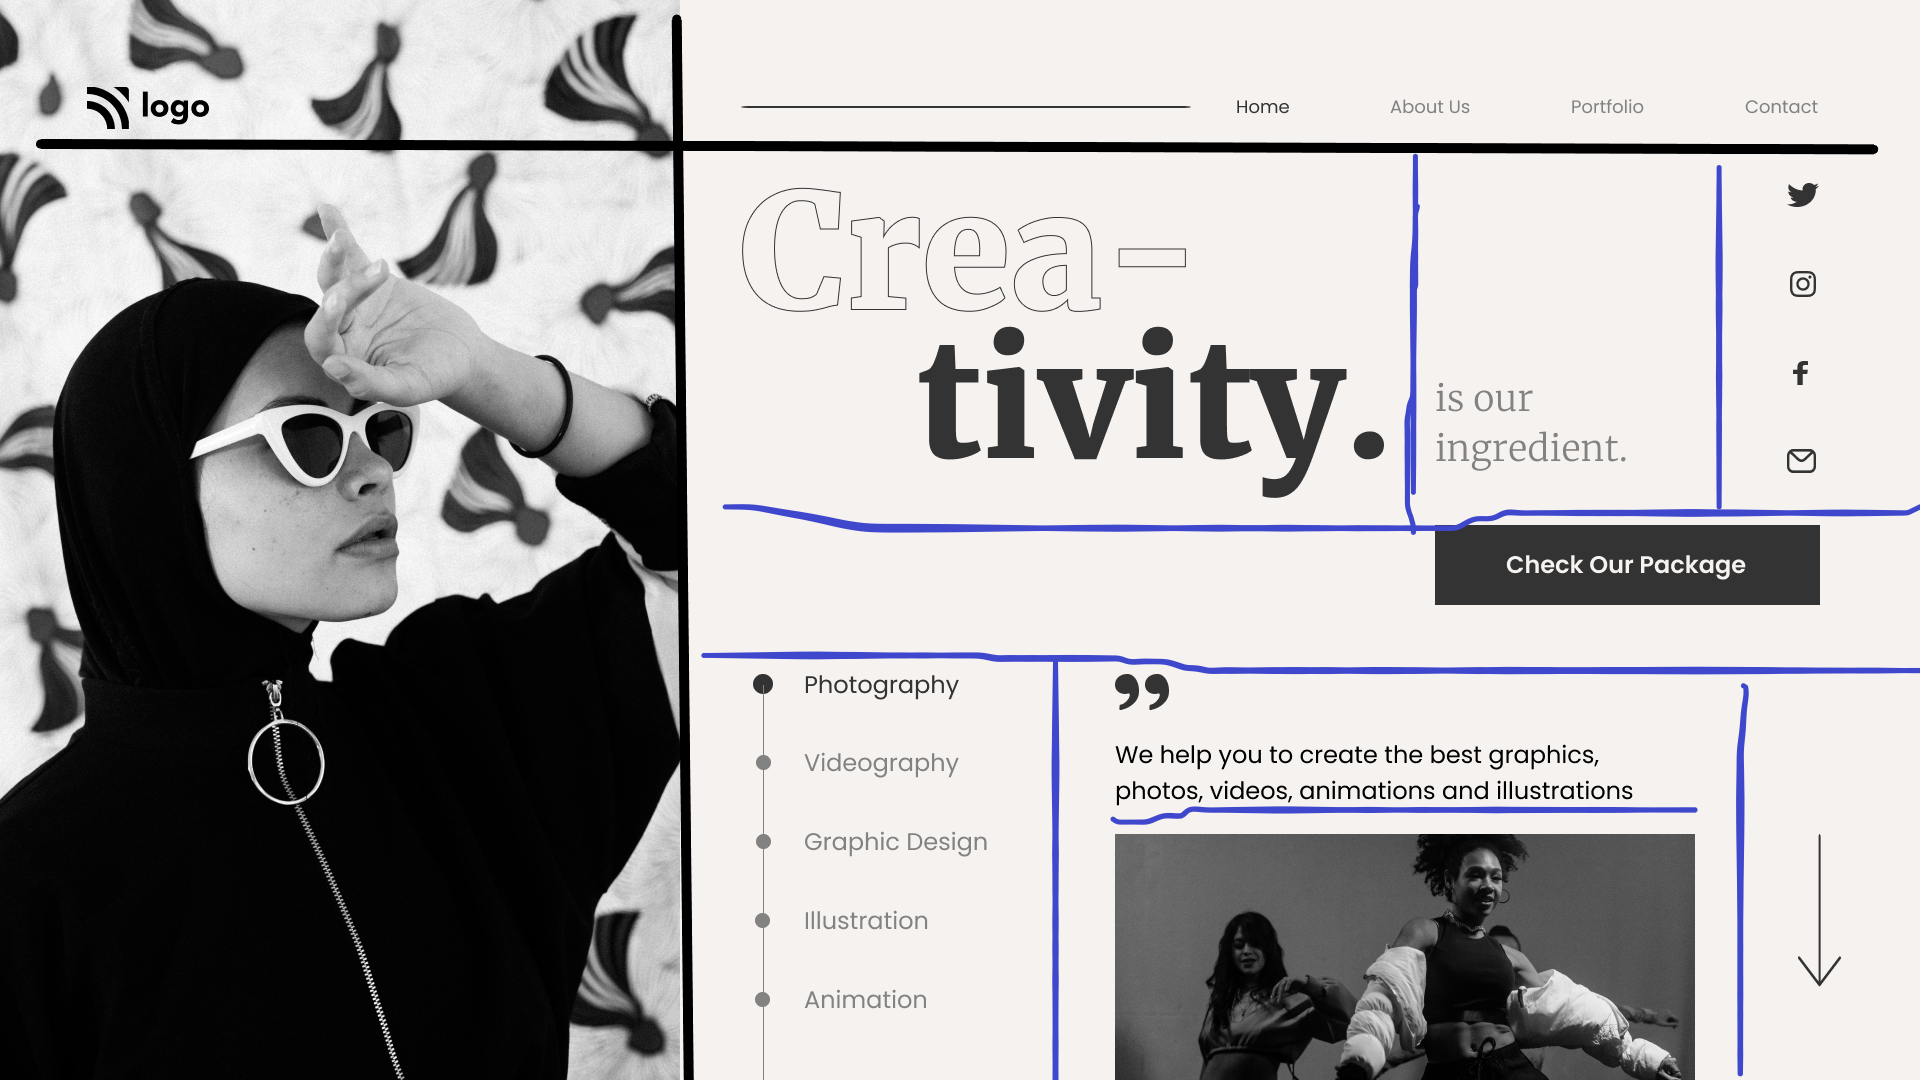 logo
Home About Us Portfolio Contact
Crea-
tivity.
is our
ingredient.
Check Our Package
Photography
Videography
Graphic Design
Illustration
Animation
”
We help you to create the best graphics,
photos, videos, animations and illustrations